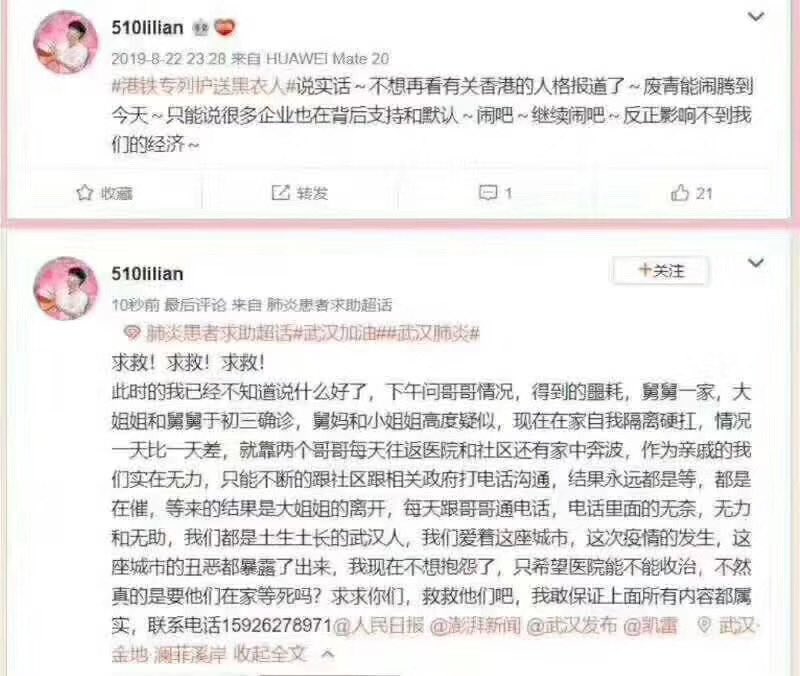 510lilian
2019-8-22 23:28 来自 HUAWEI Mate 20
#港铁专列护送黑衣人#说实话~不想再看有关香港的人格报道了~废青能闹腾到
今天~只能说很多企业也在背后支持和默认~闹吧~继续闹吧~反正影响不到我
们的经济~
收藏 转发 1 21
510lilian
+关注
10秒前 最后评论 来自 肺炎患者求助超话
肺炎患者求助超话#武汉加油##武汉肺炎#
求救！求救！求救！
此时的我已经不知道说什么好了，下午问哥哥情况，得到的噩耗，舅舅一家，大
姐姐和舅舅于初三确诊，舅妈和小姐姐高度疑似，现在在家自我隔离硬扛，情况
一天比一天差，就靠两个哥哥每天往返医院和社区还有家中奔波，作为亲戚的我
们实在无力，只能不断的跟社区跟相关政府打电话沟通，结果永远都是等，都是
在催，等来的结果是大姐姐的离开，每天跟哥哥通电话，电话里面的无奈，无力
和无助，我们都是土生土长的武汉人，我们爱着这座城市，这次疫情的发生，这
座城市的丑恶都暴露了出来，我现在不想抱怨了，只希望医院能不能收治，不然
真的是要他们在家等死吗？求求你们，救救他们吧，我敢保证上面所有内容都属
实，联系电话15926278971@人民日报 @澎湃新闻 @武汉发布 @凯雷 武汉·
金地·澜菲溪岸 收起全文